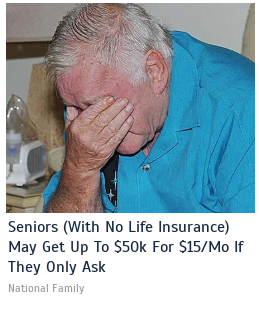 Seniors (With No Life Insurance)
May Get Up To $50k For $15/Mo If
They Only Ask
National Family